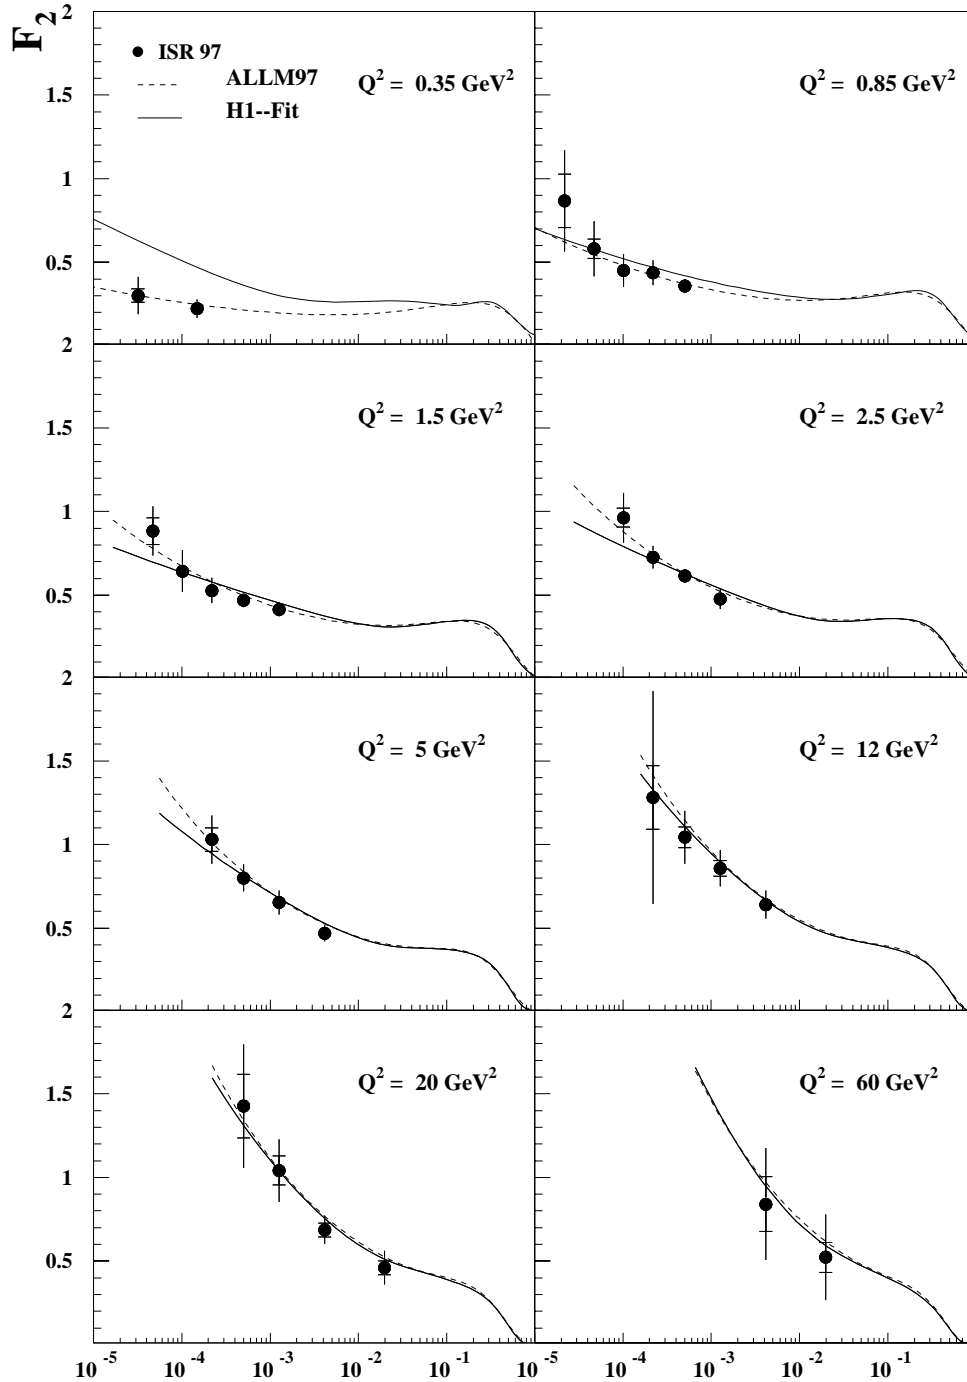 F₂
2
ISR 97
ALLM97
H1--Fit
Q² = 0.35 GeV²
Q² = 0.85 GeV²
1.5
1
0.5
2
Q² = 1.5 GeV²
Q² = 2.5 GeV²
1.5
1
0.5
2
Q² = 5 GeV²
Q² = 12 GeV²
1.5
1
0.5
2
Q² = 20 GeV²
Q² = 60 GeV²
1.5
1
0.5
10⁻⁵ 10⁻⁴ 10⁻³ 10⁻² 10⁻¹ 10⁻⁴ 10⁻³ 10⁻² 10⁻¹